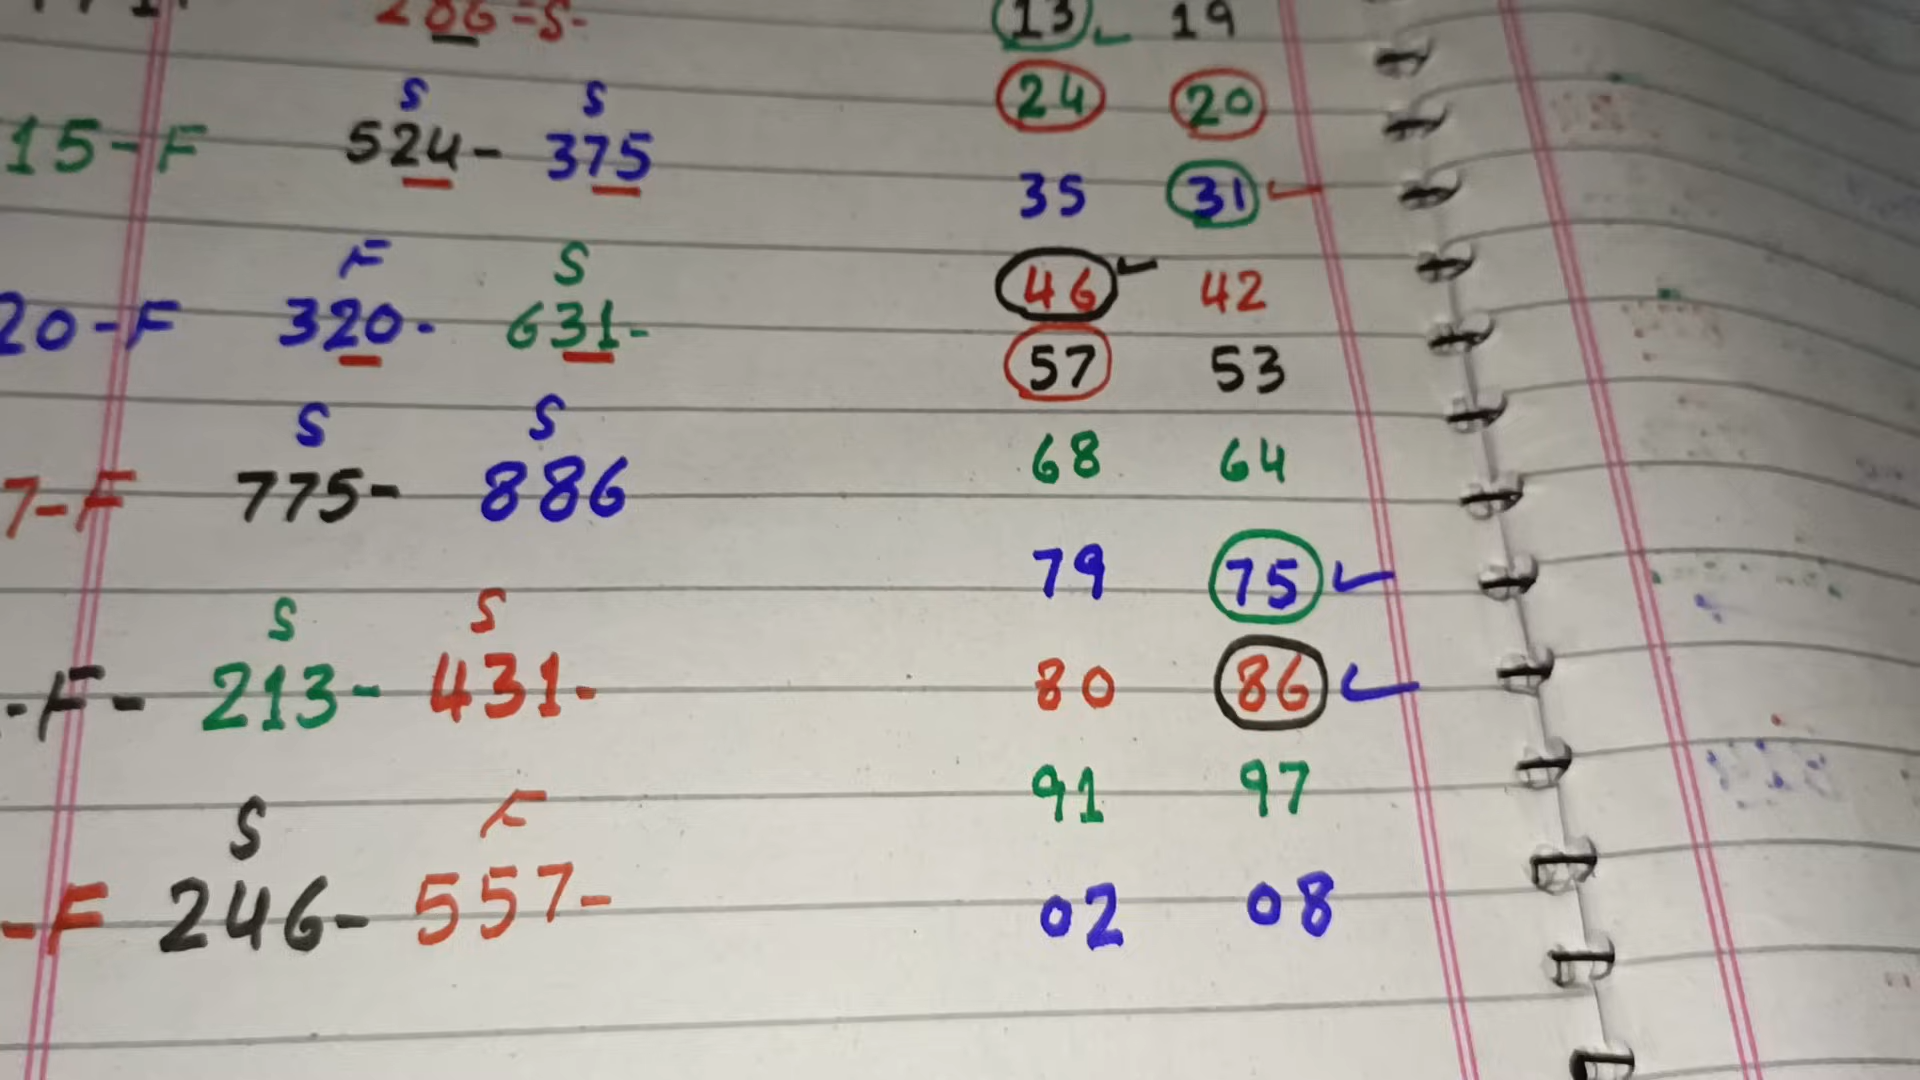 286=S-
13 19
S S
24 20
15-F 524- 375
35 31
F S
46 42
20-F 320- 631-
57 53
S S
68 64
7-F 775- 886
79 75
S S
-F- 213- 431-
80 86
91 97
S F
-F 246- 557-
02 08